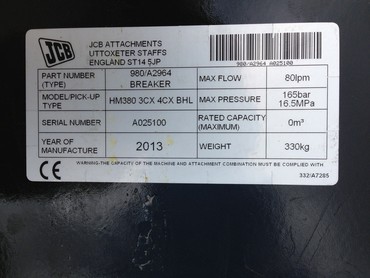 JCB
JCB ATTACHMENTS
UTTOXETER STAFFS
ENGLAND ST14 5JP
980/A2964 A025100
PART NUMBER (TYPE) 980/A2964 BREAKER MAX FLOW 80lpm
MODEL/PICK-UP TYPE HM380 3CX 4CX BHL MAX PRESSURE 165bar 16.5MPa
SERIAL NUMBER A025100 RATED CAPACITY (MAXIMUM) 0m³
YEAR OF MANUFACTURE 2013 WEIGHT 330kg
CE WARNING-THE CAPACITY OF THE MACHINE AND ATTACHMENT COMBINATION MUST BE COMPLIED WITH
332/A7285